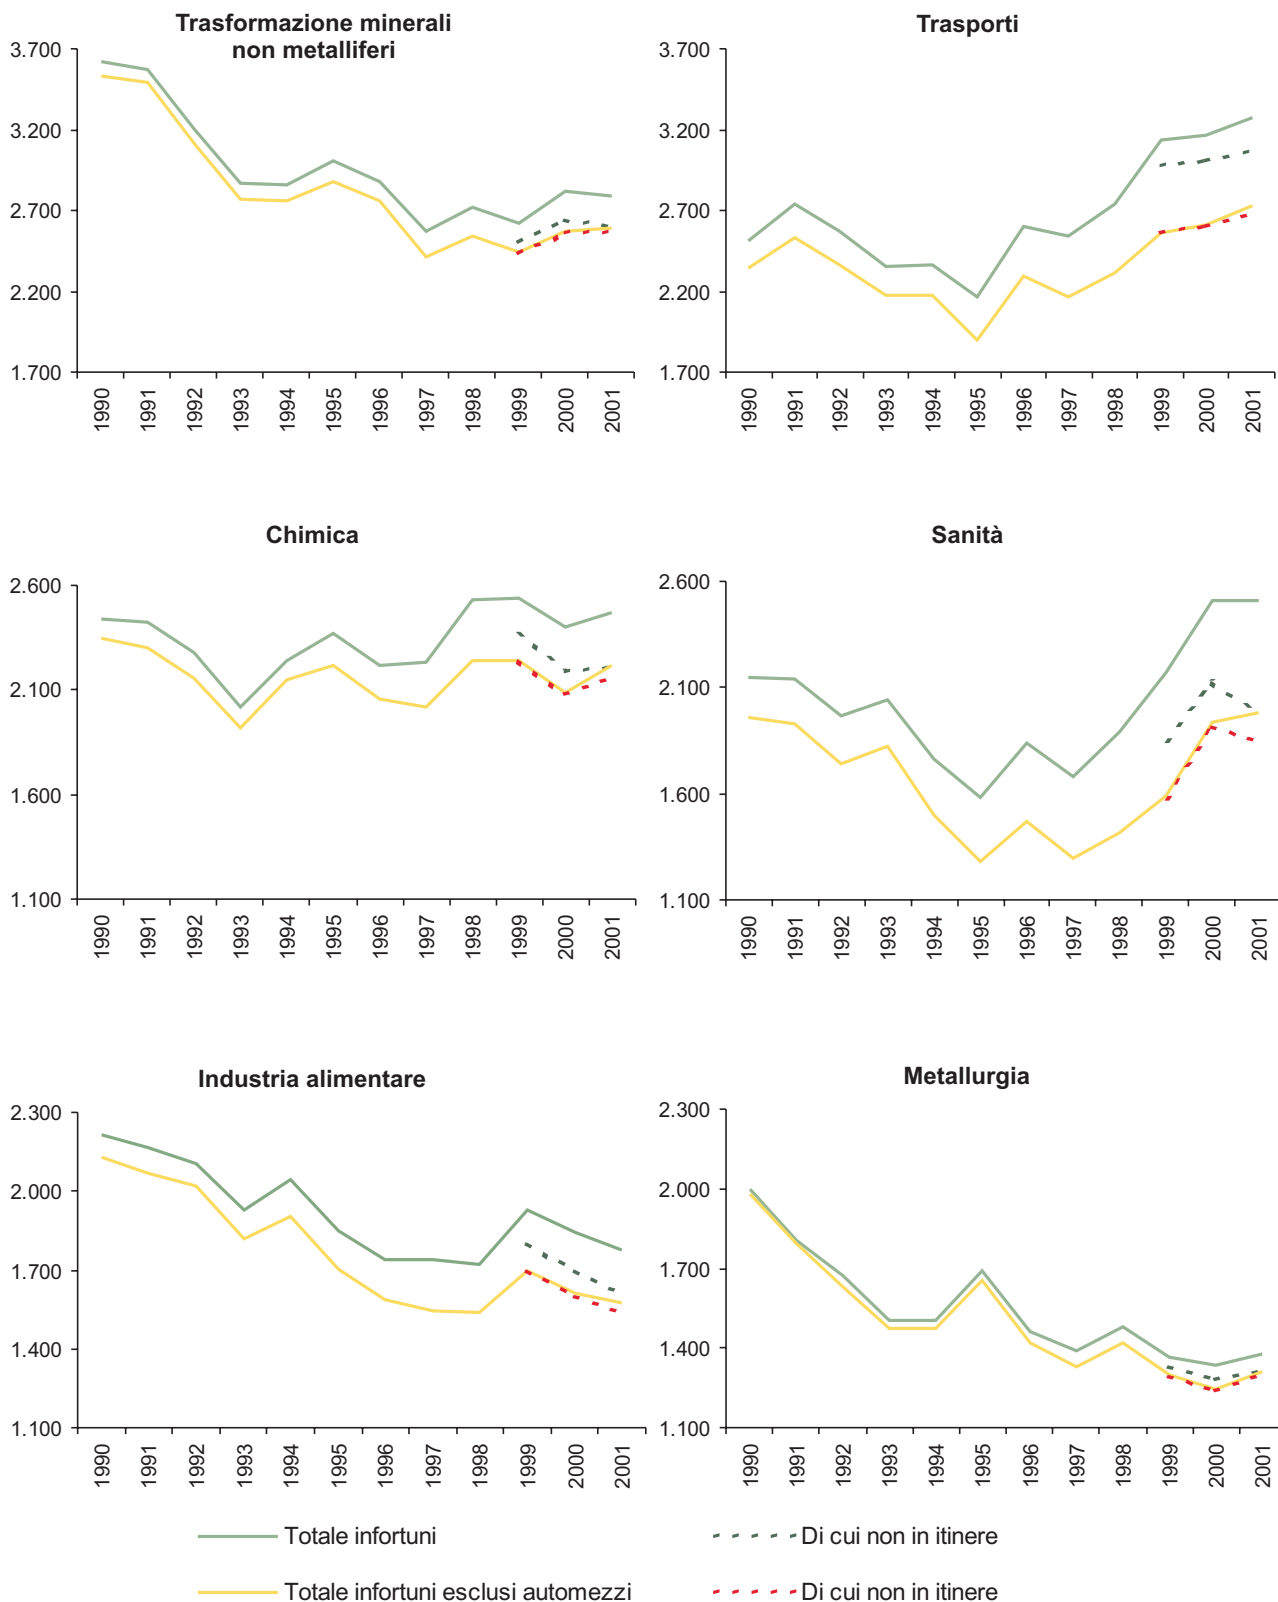 Trasformazione minerali
non metalliferi
3.700
3.200
2.700
2.200
1.700
1990 1991 1992 1993 1994 1995 1996 1997 1998 1999 2000 2001
Trasporti
3.700
3.200
2.700
2.200
1.700
1990 1991 1992 1993 1994 1995 1996 1997 1998 1999 2000 2001
Chimica
2.600
2.100
1.600
1.100
1990 1991 1992 1993 1994 1995 1996 1997 1998 1999 2000 2001
Sanità
2.600
2.100
1.600
1.100
1990 1991 1992 1993 1994 1995 1996 1997 1998 1999 2000 2001
Industria alimentare
2.300
2.000
1.700
1.400
1.100
1990 1991 1992 1993 1994 1995 1996 1997 1998 1999 2000 2001
Metallurgia
2.300
2.000
1.700
1.400
1.100
1990 1991 1992 1993 1994 1995 1996 1997 1998 1999 2000 2001
Totale infortuni
Di cui non in itinere
Totale infortuni esclusi automezzi
Di cui non in itinere